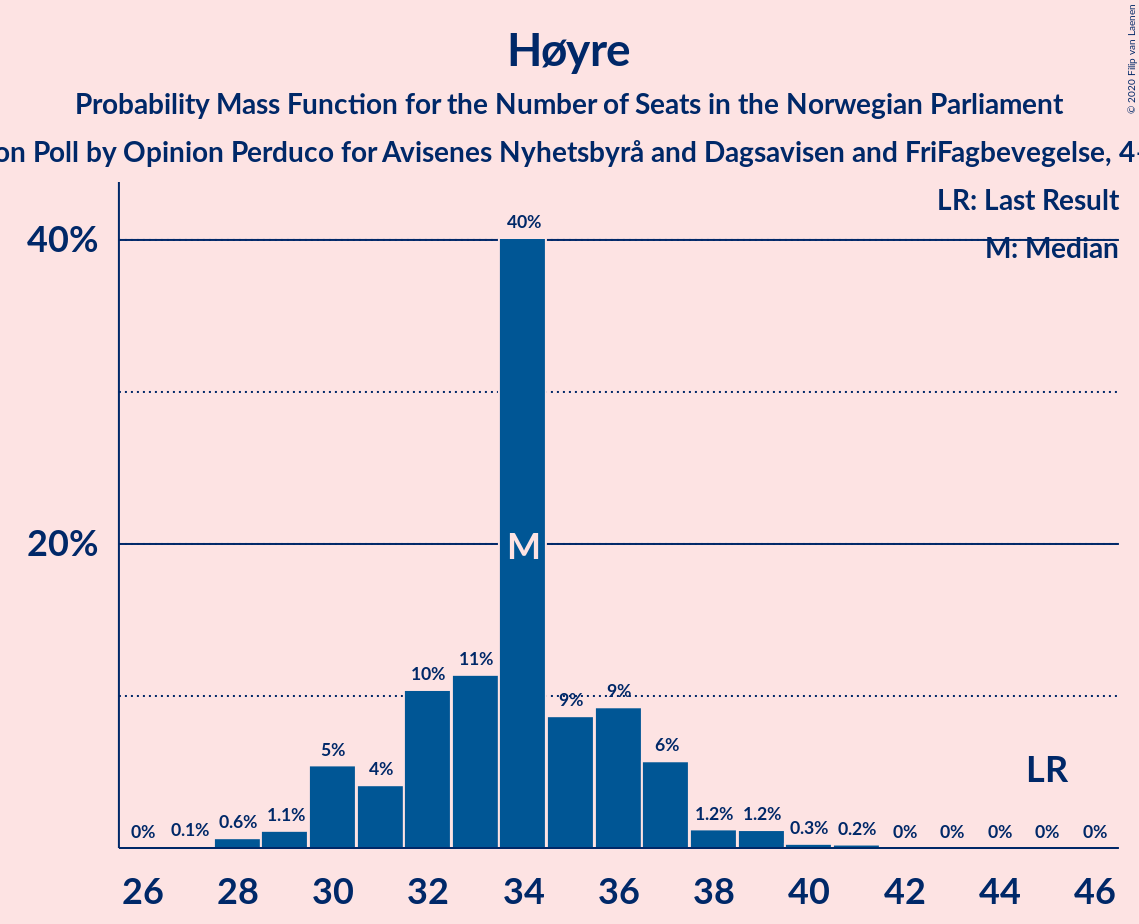 © 2020 Filip van Laenen
Høyre
Probability Mass Function for the Number of Seats in the Norwegian Parliament
on Poll by Opinion Perduco for Avisenes Nyhetsbyrå and Dagsavisen and FriFagbevegelse, 4-
LR: Last Result
M: Median
40%
20%
0% 0.1% 0.6% 1.1% 5% 4% 10% 11% 40% 9% 9% 6% 1.2% 1.2% 0.3% 0.2% 0% 0% 0% 0% 0%
M
LR
26 28 30 32 34 36 38 40 42 44 46